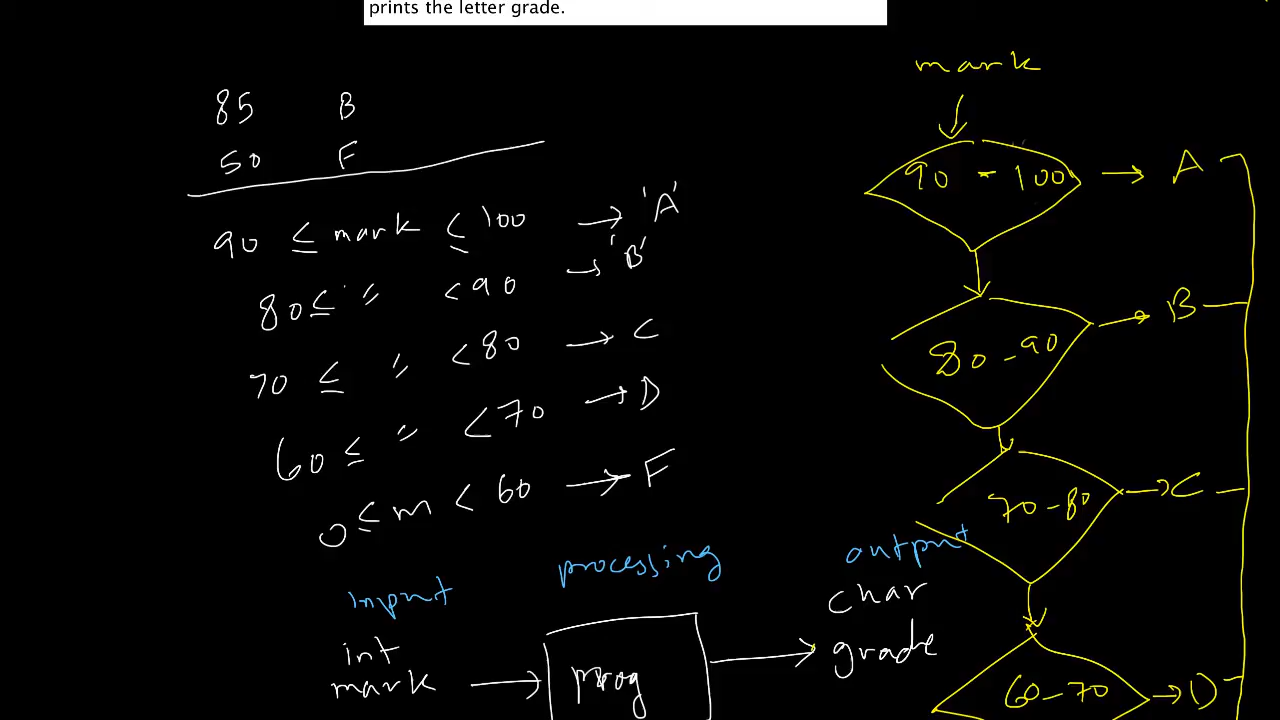 prints the letter grade.
85 B
50 F
90 ≤ mark ≤ 100 → 'A'
80 ≤ " < 90 → 'B'
70 ≤ " < 80 → C
60 ≤ " < 70 → D
0 ≤ m < 60 → F
input processing output
int
mark → prog → char
grade
mark
90 - 100 → A
80 - 90 → B
70 - 80 → C
60 - 70 → D